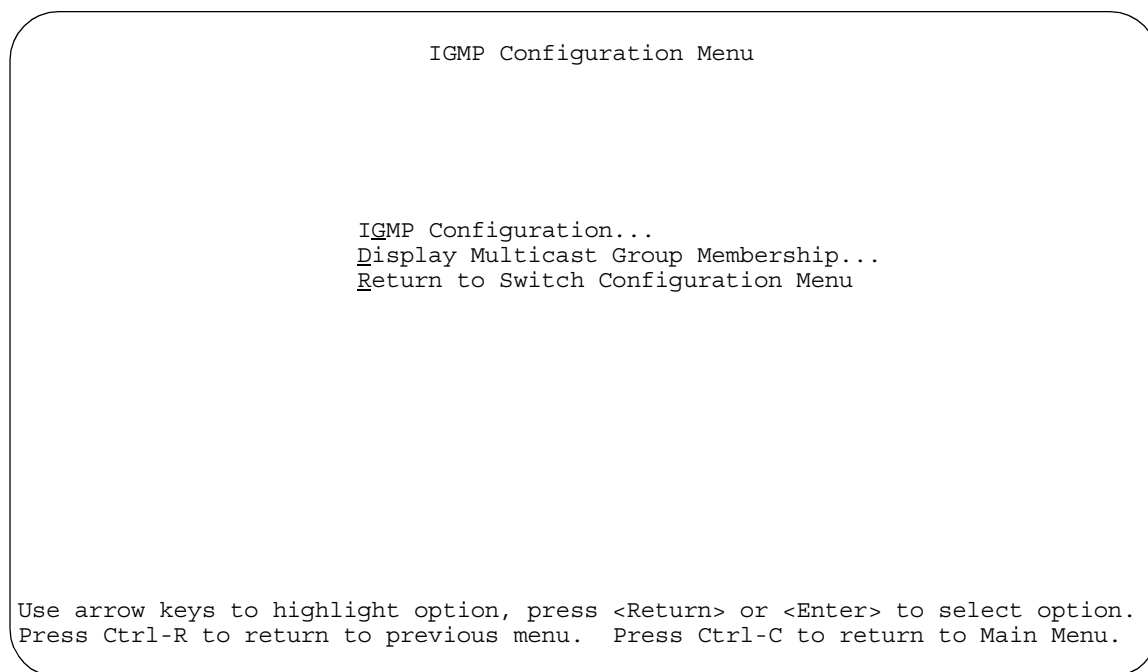 IGMP Configuration Menu
IGMP Configuration...
Display Multicast Group Membership...
Return to Switch Configuration Menu
Use arrow keys to highlight option, press <Return> or <Enter> to select option.
Press Ctrl-R to return to previous menu.  Press Ctrl-C to return to Main Menu.